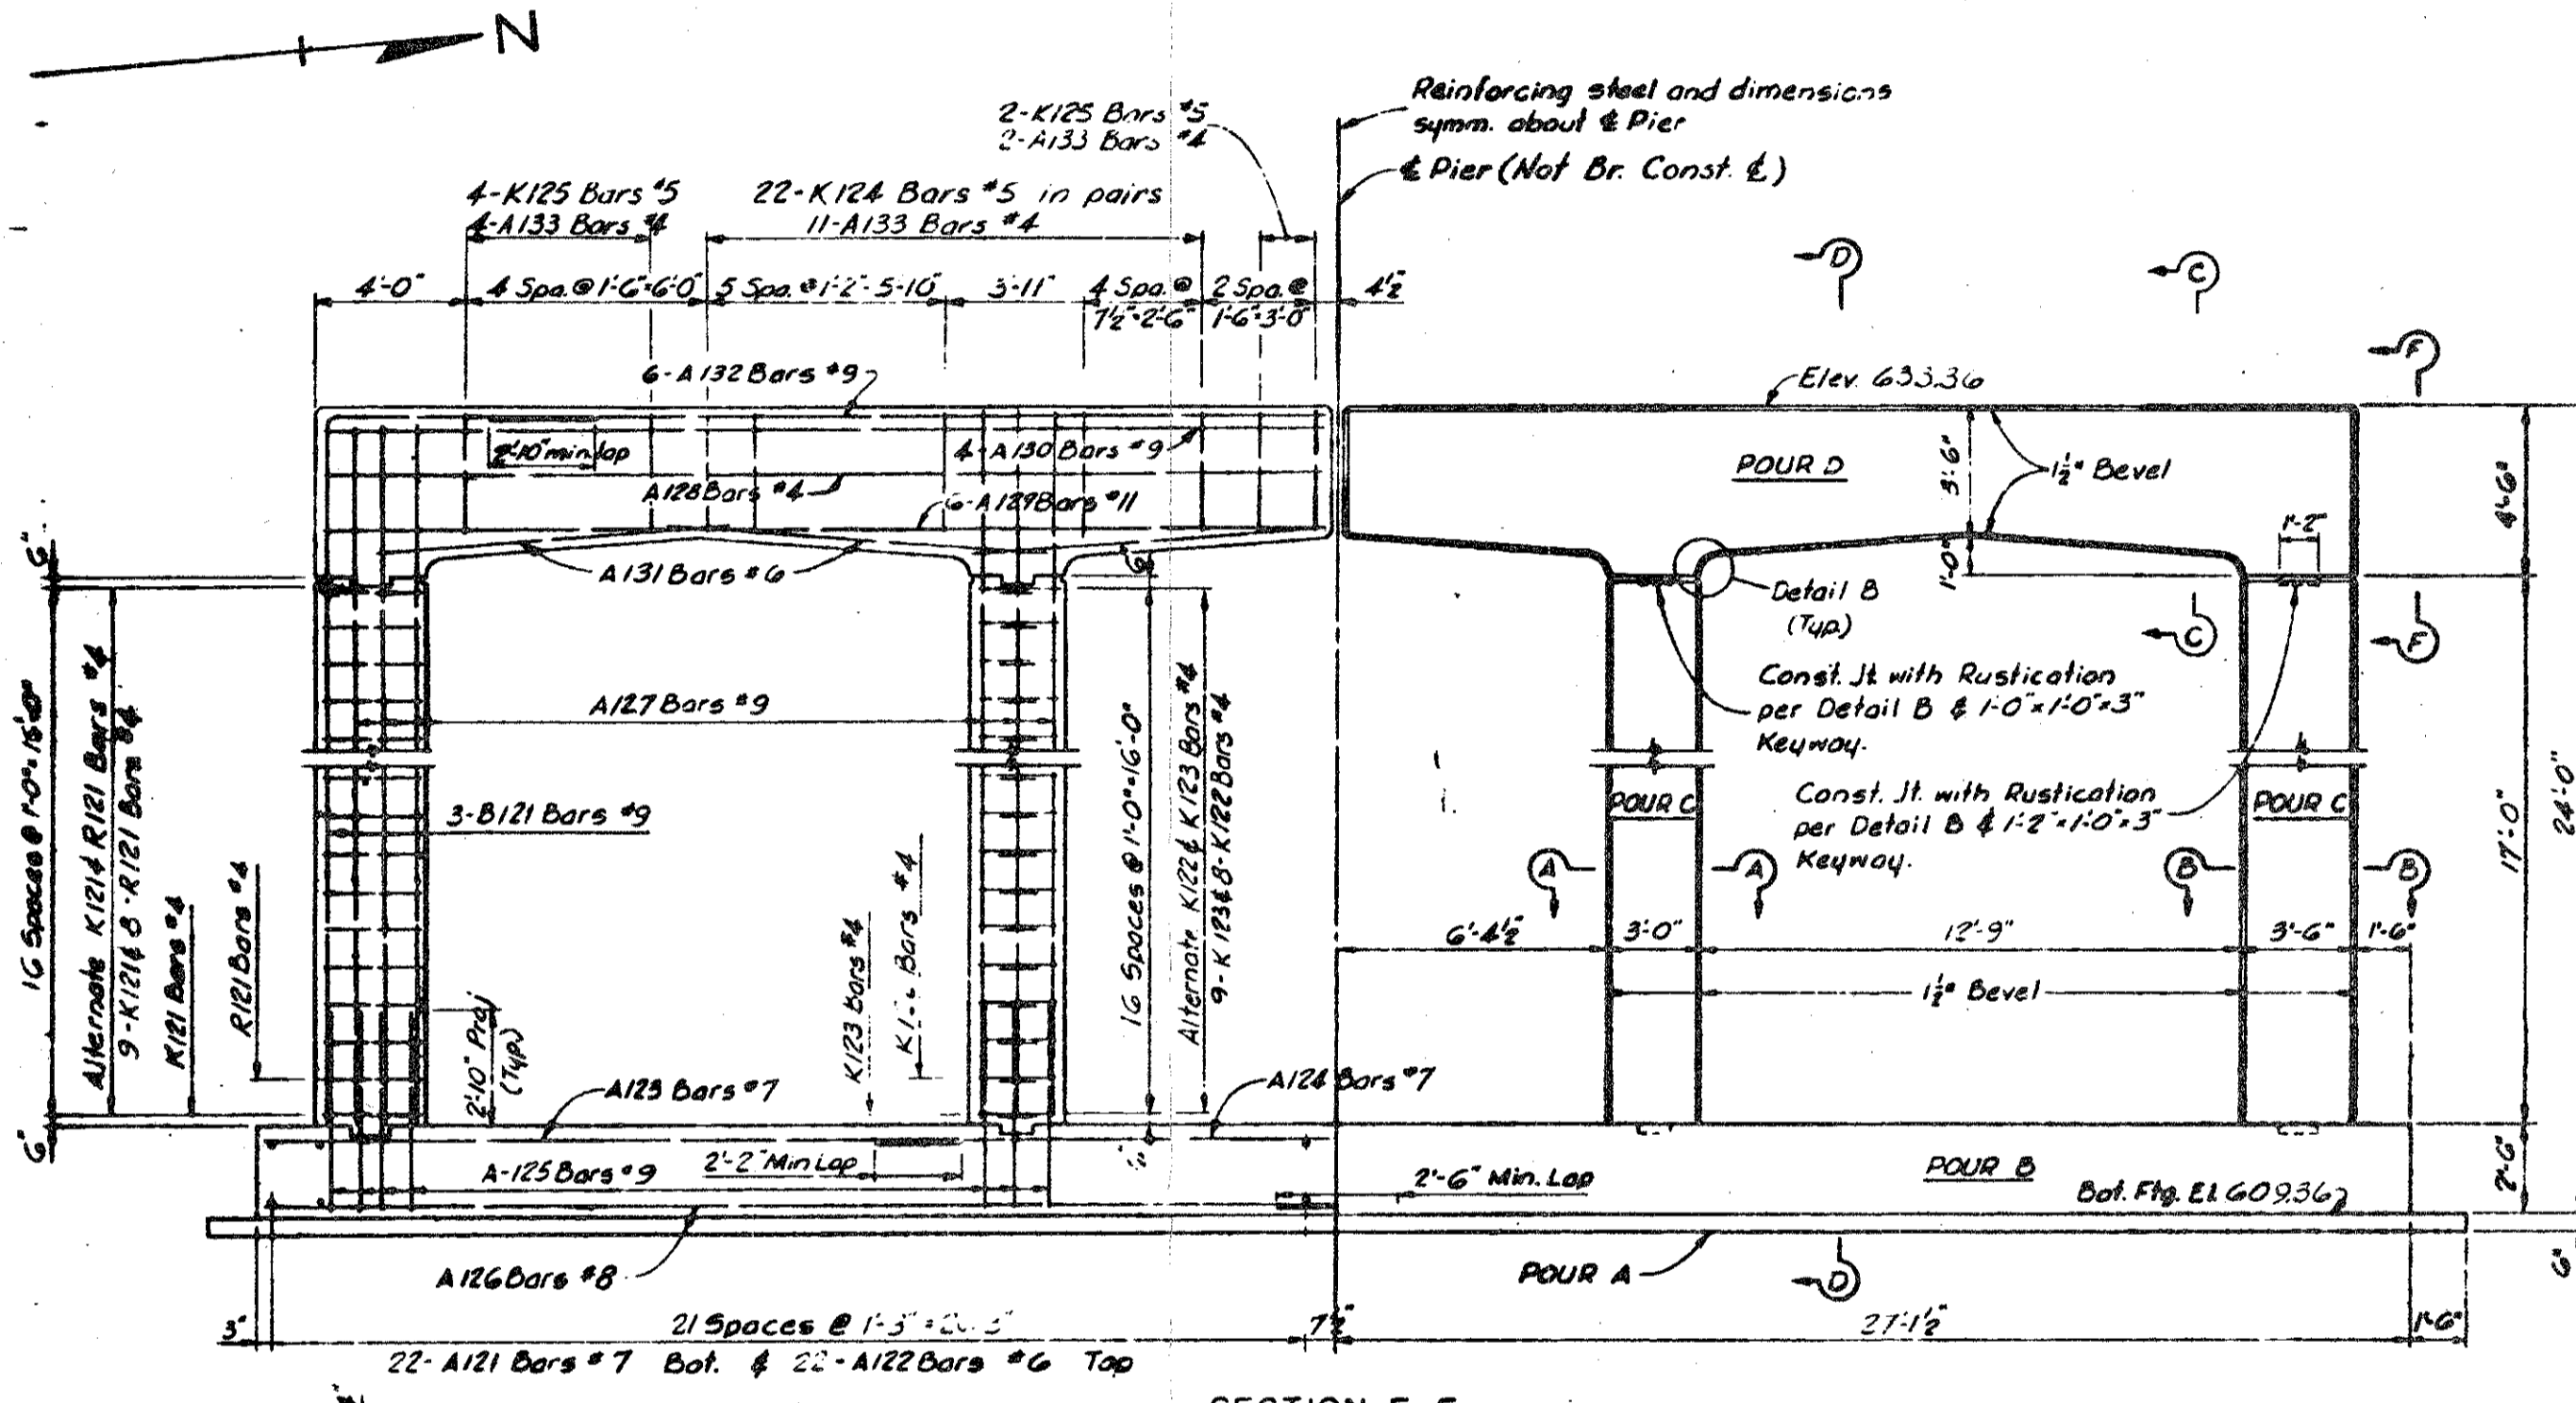 N
Reinforcing steel and dimensions
symm. about ℄ Pier
℄ Pier (Not Br. Const. ℄)
2-K125 Bars #5
2-A133 Bars #4
4-K125 Bars #5
4-A133 Bars #4
22-K124 Bars #5 in pairs
11-A133 Bars #4
D
C
F
4'-0"
4 Spa. @ 1'-6"=6'-0"
5 Spa. @ 1'-2"=5'-10"
3'-11"
4 Spa. @
7½"=2'-6"
2 Spa. @
1'-6"=3'-0"
4½"
6-A132 Bars #9
Elev. 633.36
2'-10" min lap
4-A130 Bars #9
A128 Bars #4
6-A129 Bars #11
A131 Bars #6
6"
POUR D
3'-6"
1½" Bevel
1'-2"
4'-6"
1'-0"
Detail B
(Typ.)
C
F
Const. Jt. with Rustication
per Detail B & 1'-0"x1'-0"x3"
Keyway.
Const. Jt. with Rustication
per Detail B & 1'-2"x1'-0"x3"
Keyway.
POUR C
POUR C
6"
16 Spaces @ 1'-0"=16'-0"
6"
Alternate K121 & R121 Bars #4
9-K121 & 8-R121 Bars #4
K121 Bars #4
R121 Bars #4
A127 Bars #9
3-B121 Bars #9
2'-10" Proj
(Typ.)
K123 Bars #4
Bars #4
16 Spaces @ 1'-0"=16'-0"
Alternate K122 & K123 Bars #4
9-K123 & 8-K122 Bars #4
A
A
B
B
6'-4½"
3'-0"
12'-9"
3'-6"
1'-6"
1½" Bevel
17'-0"
24'-0"
A123 Bars #7
A124 Bars #7
A-125 Bars #9
2'-2" Min Lap
2'-6" Min. Lap
POUR B
Bot. Ftg. El. 609.36
2'-6"
A126 Bars #8
POUR A
D
6"
3"
21 Spaces @ 1'-3"
7½"
27'-1½"
1'-6"
22-A121 Bars #7 Bot. & 22-A122 Bars #6 Top